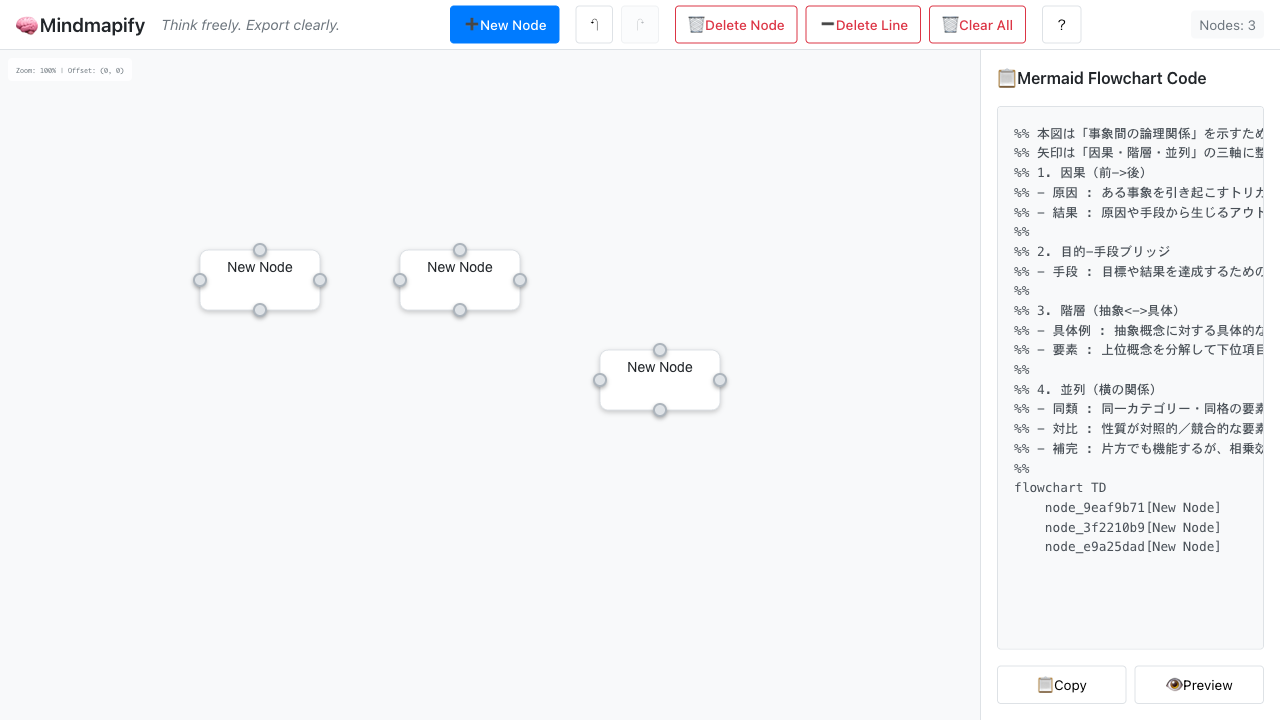 🧠Mindmapify
Think freely. Export clearly.
➕New Node
🗑️Delete Node
➖Delete Line
🗑️Clear All
?
Nodes: 3
Zoom: 100% | Offset: (0, 0)
New Node
New Node
New Node
📋Mermaid Flowchart Code
%% 本図は「事象間の論理関係」を示すため
%% 矢印は「因果・階層・並列」の三軸に整
%% 1. 因果（前->後）
%% - 原因 : ある事象を引き起こすトリガ
%% - 結果 : 原因や手段から生じるアウト
%%
%% 2. 目的-手段ブリッジ
%% - 手段 : 目標や結果を達成するための
%%
%% 3. 階層（抽象<->具体）
%% - 具体例 : 抽象概念に対する具体的な
%% - 要素 : 上位概念を分解して下位項目
%%
%% 4. 並列（横の関係）
%% - 同類 : 同一カテゴリー・同格の要素
%% - 対比 : 性質が対照的／競合的な要素
%% - 補完 : 片方でも機能するが、相乗効
%%
flowchart TD
node_9eaf9b71[New Node]
node_3f2210b9[New Node]
node_e9a25dad[New Node]
📋Copy
👁️Preview